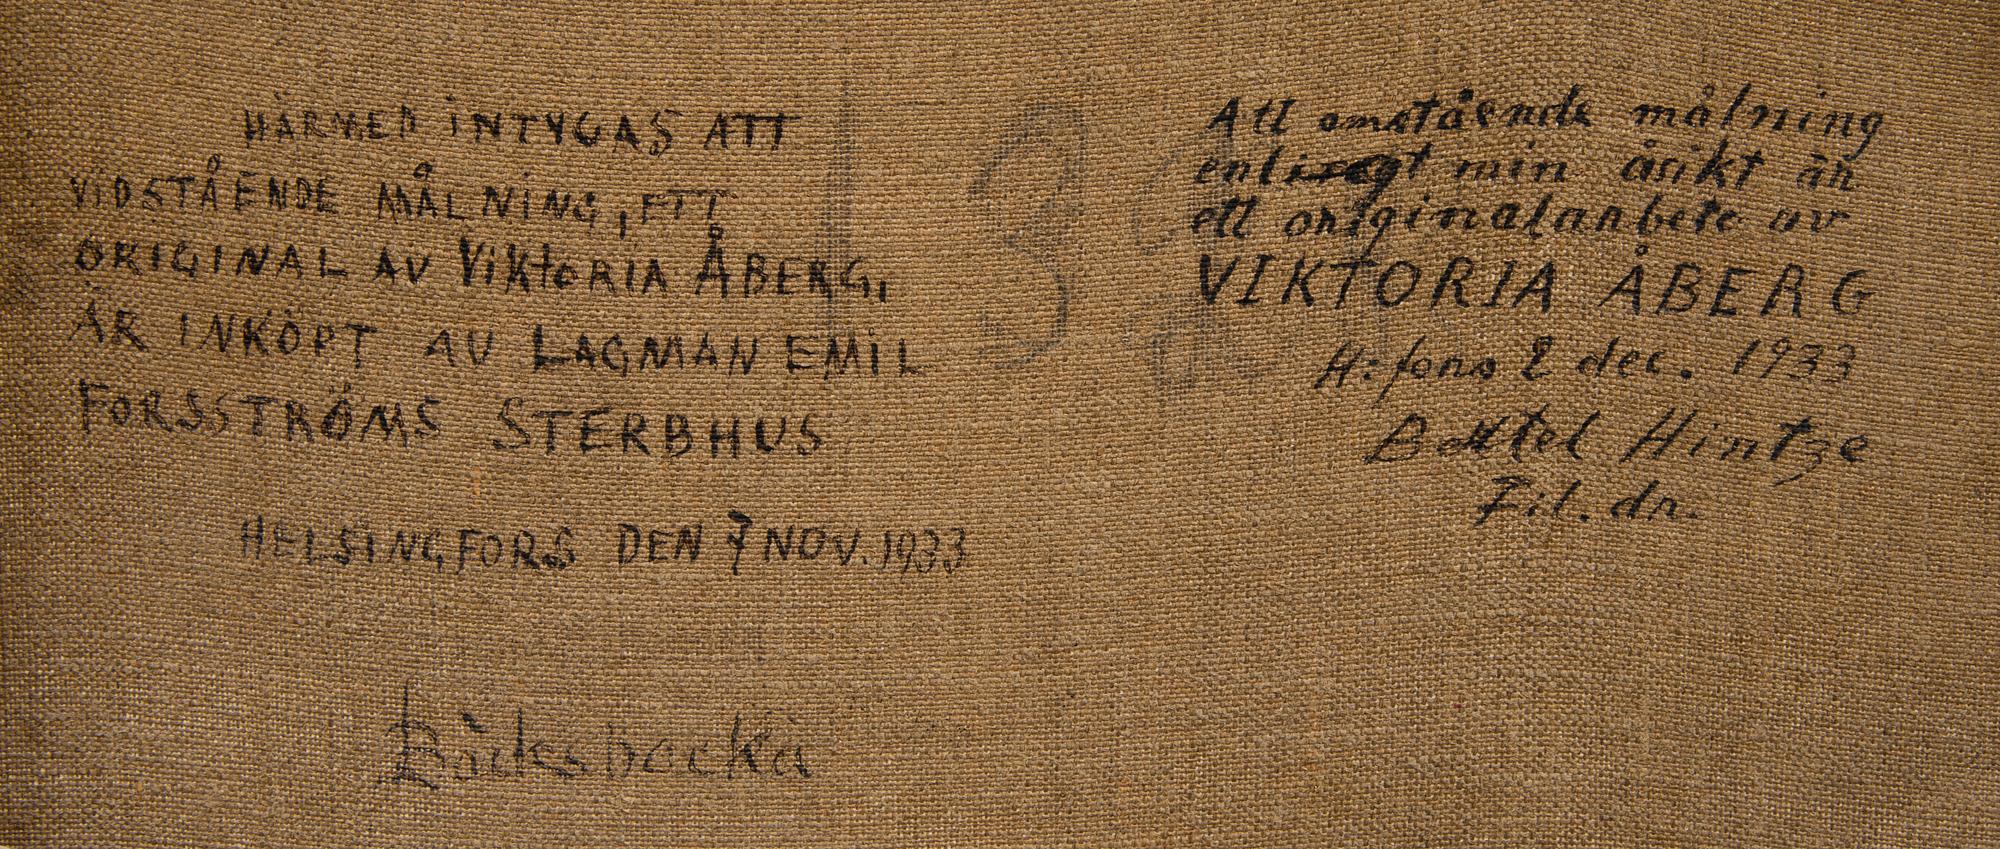 HÄRMED INTYGAS ATT
VIDSTÅENDE MÅLNING, ETT
ORIGINAL AV VIKTORIA ÅBERG,
ÄR INKÖPT AV LAGMAN EMIL
FORSSTRÖMS STERBHUS
HELSINGFORS DEN 7 NOV. 1933
Bäcksbacka
Att omstående målning
enligt min åsikt är
ett originalarbete av
VIKTORIA ÅBERG
H:fors 2 dec. 1933
Bertel Hintze
Fil. dr.